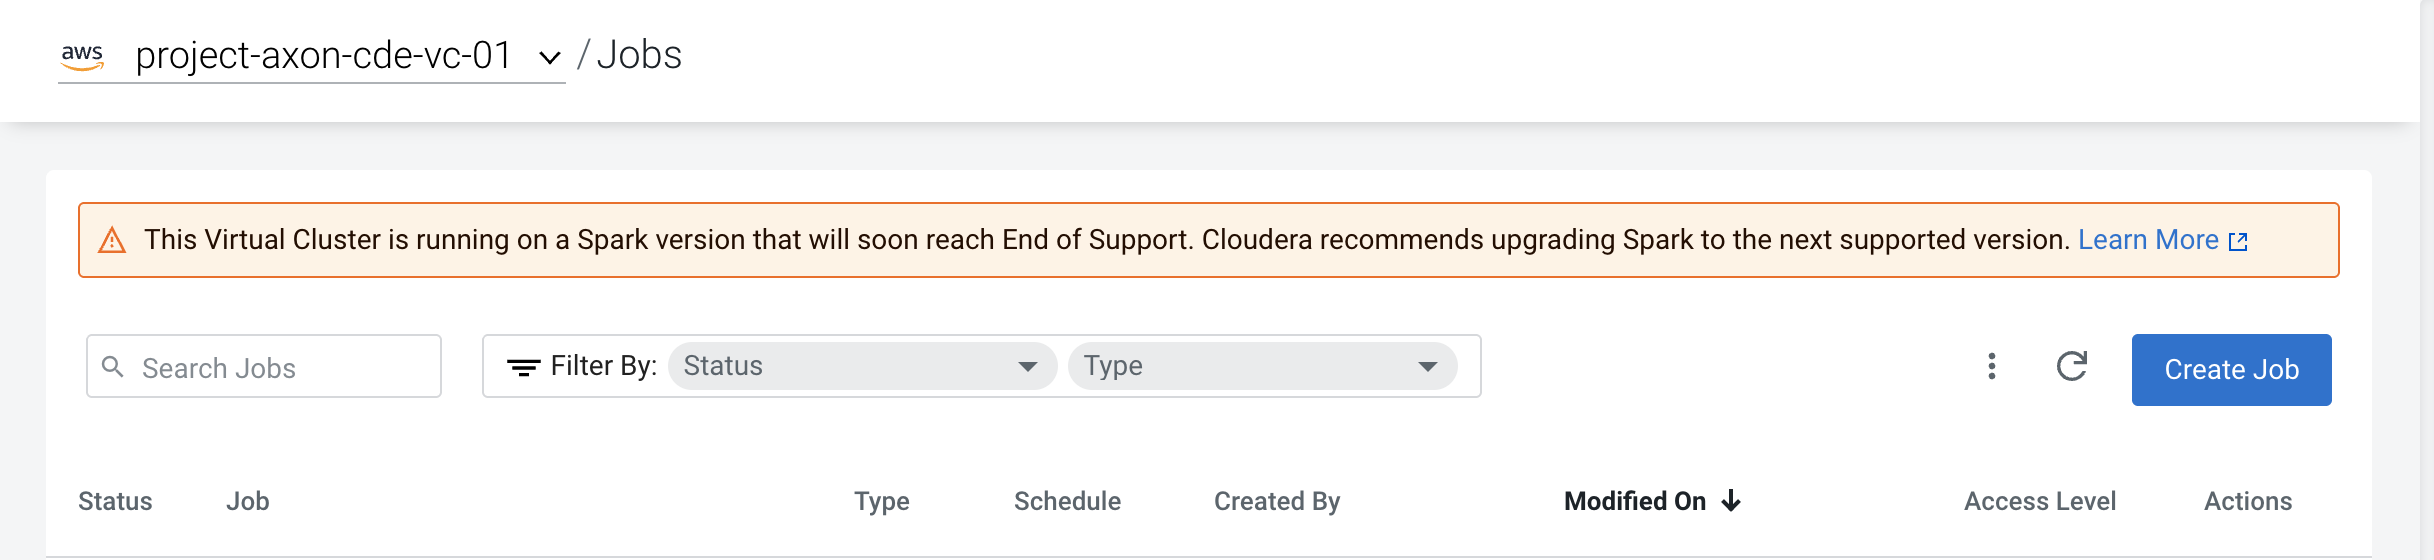 aws project-axon-cde-vc-01 / Jobs
This Virtual Cluster is running on a Spark version that will soon reach End of Support. Cloudera recommends upgrading Spark to the next supported version. Learn More
Search Jobs Filter By: Status Type Create Job
Status Job Type Schedule Created By Modified On Access Level Actions